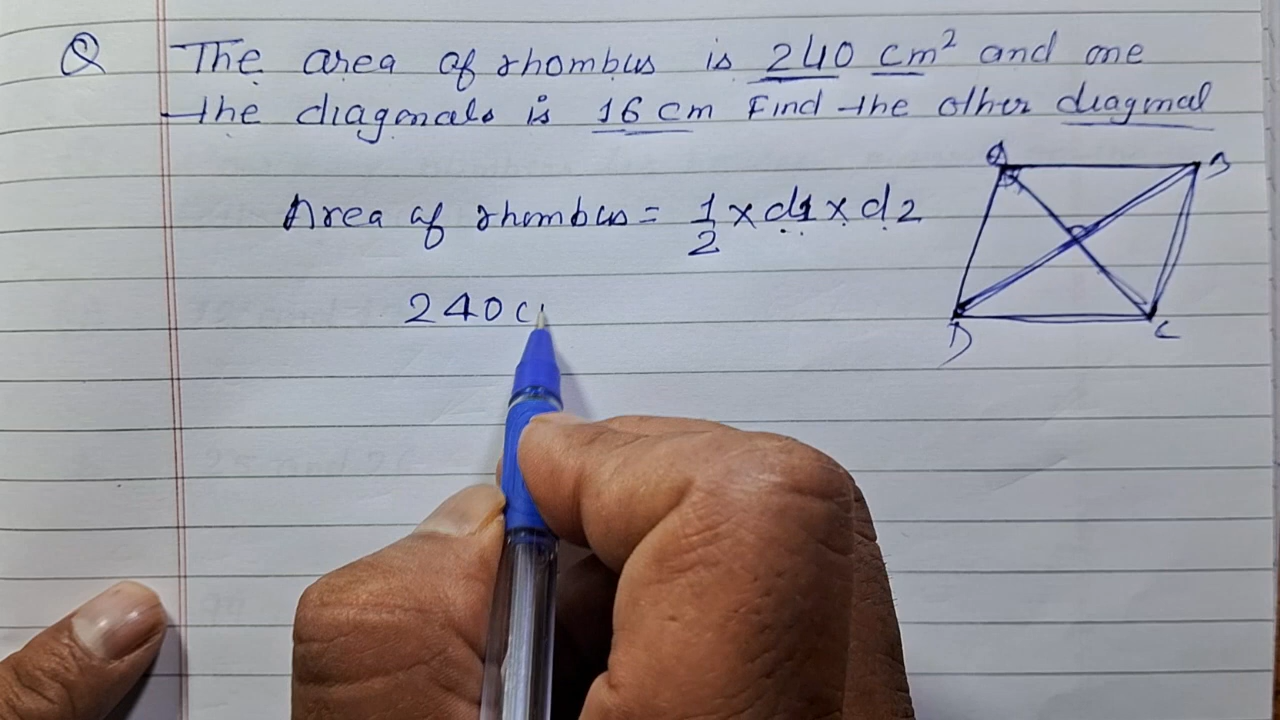 Q The area of rhombus is 240 cm² and one
the diagonals is 16 cm Find the other diagonal
Area of rhombus = 1/2 x d1 x d2
240 c
A B
D C